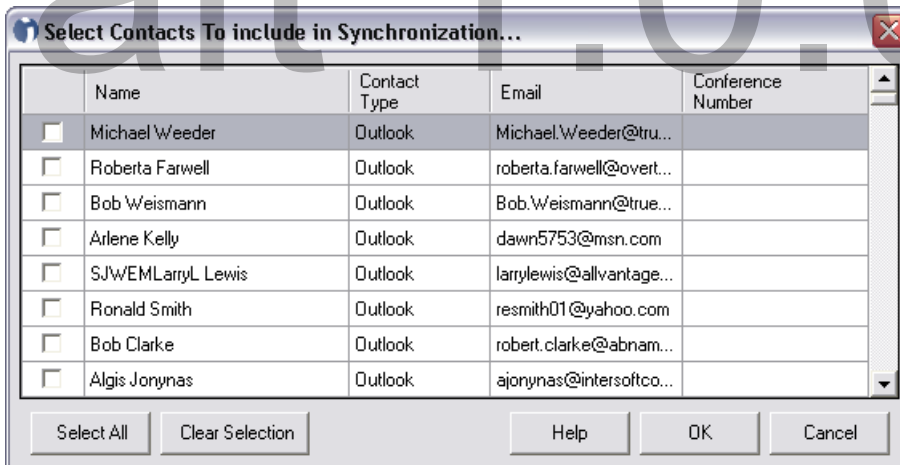 Select Contacts To include in Synchronization...
Name Contact Type Email Conference Number
Michael Weeder Outlook Michael.Weeder@tru...
Roberta Farwell Outlook roberta.farwell@overt...
Bob Weismann Outlook Bob.Weismann@true...
Arlene Kelly Outlook dawn5753@msn.com
SJWEMLarryL Lewis Outlook larrylewis@allvantage...
Ronald Smith Outlook resmith01@yahoo.com
Bob Clarke Outlook robert.clarke@abnam...
Algis Jonynas Outlook ajonynas@intersoftco...
Select All Clear Selection Help OK Cancel